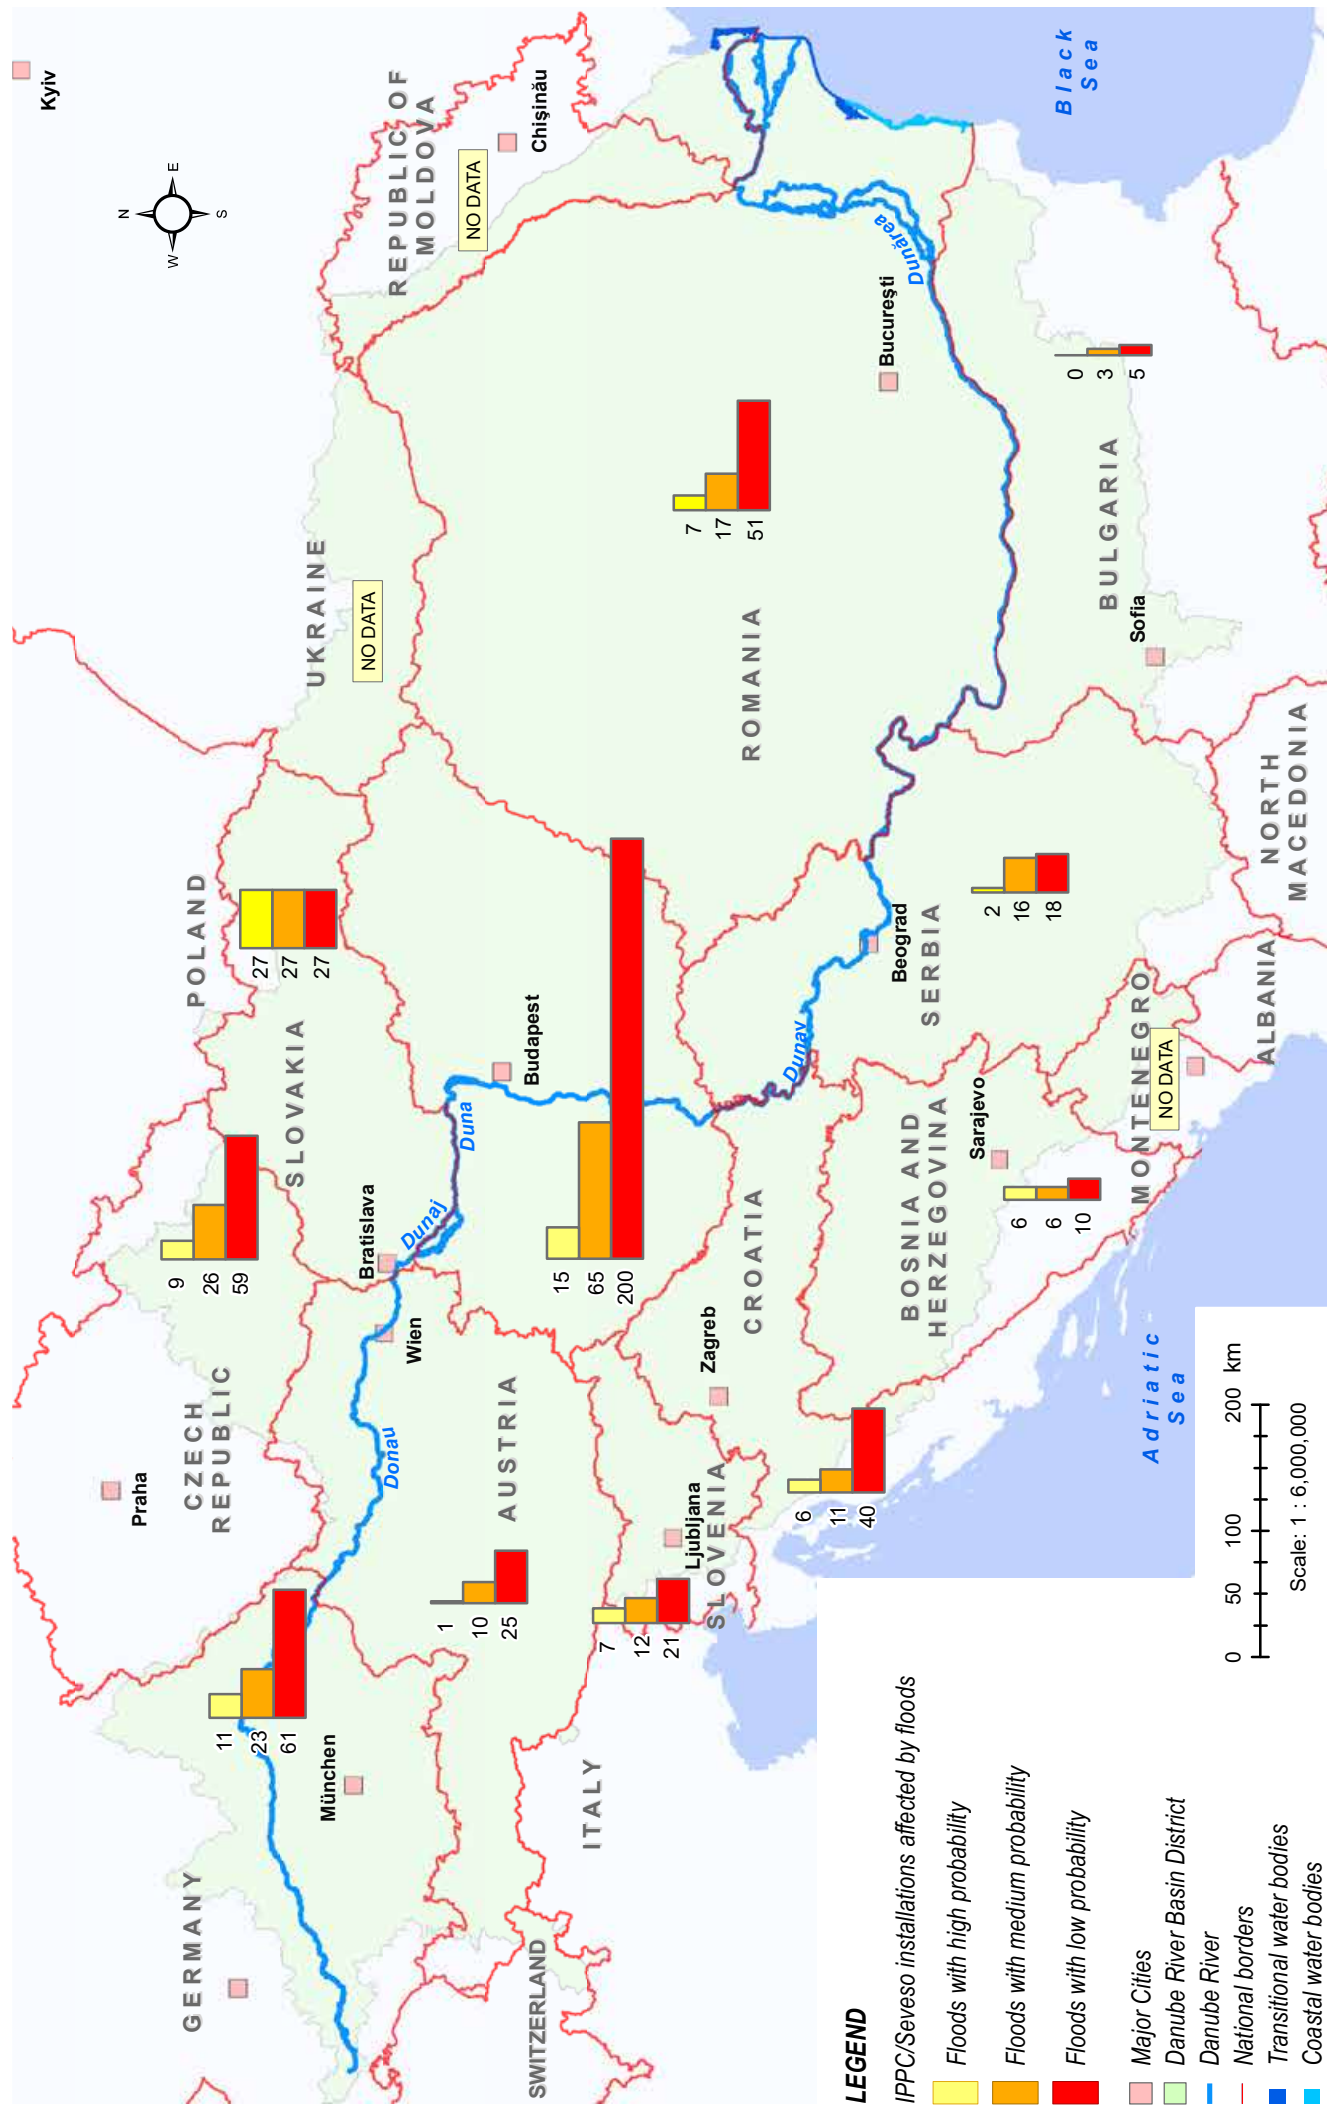 Kyiv
N
W
E
S
REPUBLIC OF
MOLDOVA
Chişinău
NO DATA
UKRAINE
NO DATA
POLAND
27
27
27
Praha
CZECH
REPUBLIC
9
26
59
SLOVAKIA
Bratislava
Dunaj
Duna
Budapest
GERMANY
11
23
61
München
Donau
Wien
AUSTRIA
1
10
25
15
65
200
ROMANIA
7
17
51
Bucureşti
Dunărea
Black
Sea
SWITZERLAND
ITALY
7
12
21
Ljubljana
SLOVENIA
Zagreb
CROATIA
6
11
40
Dunav
Beograd
SERBIA
2
16
18
BOSNIA AND
HERZEGOVINA
Sarajevo
6
6
10
MONTENEGRO
NO DATA
BULGARIA
Sofia
0
3
5
ALBANIA
NORTH
MACEDONIA
Adriatic
Sea
LEGEND
IPPC/Seveso installations affected by floods
Floods with high probability
Floods with medium probability
Floods with low probability
Major Cities
Danube River Basin District
Danube River
National borders
Transitional water bodies
Coastal water bodies
0 50 100 200 km
Scale: 1 : 6,000,000